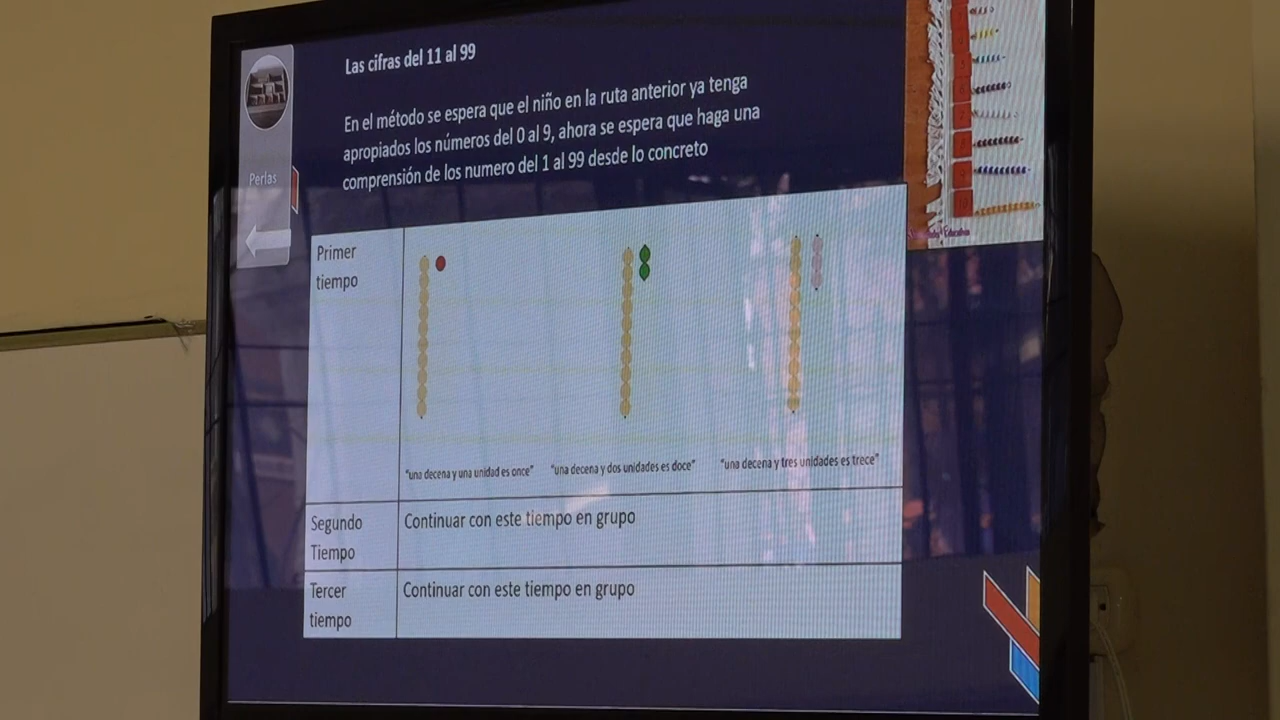 Las cifras del 11 al 99
En el método se espera que el niño en la ruta anterior ya tenga
apropiados los números del 0 al 9, ahora se espera que haga una
comprensión de los numero del 1 al 99 desde lo concreto
Perlas
Primer
tiempo
"una decena y una unidad es once"
"una decena y dos unidades es doce"
"una decena y tres unidades es trece"
Segundo
Tiempo
Continuar con este tiempo en grupo
Tercer
tiempo
Continuar con este tiempo en grupo